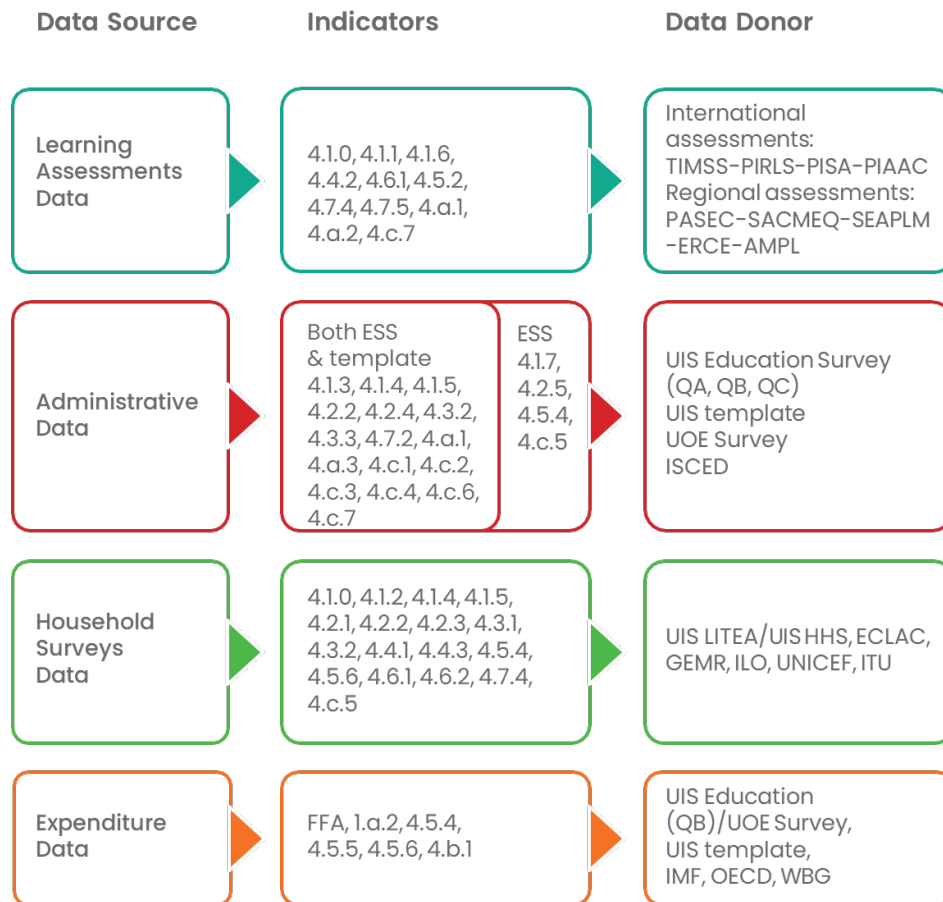 Data Source
Indicators
Data Donor
Learning
Assessments
Data
4.1.0, 4.1.1, 4.1.6,
4.4.2, 4.6.1, 4.5.2,
4.7.4, 4.7.5, 4.a.1,
4.a.2, 4.c.7
International
assessments:
TIMSS-PIRLS-PISA-PIAAC
Regional assessments:
PASEC-SACMEQ-SEAPLM
-ERCE-AMPL
Administrative
Data
Both ESS
& template
4.1.3, 4.1.4, 4.1.5,
4.2.2, 4.2.4, 4.3.2,
4.3.3, 4.7.2, 4.a.1,
4.a.3, 4.c.1, 4.c.2,
4.c.3, 4.c.4, 4.c.6,
4.c.7
ESS
4.1.7,
4.2.5,
4.5.4,
4.c.5
UIS Education Survey
(QA, QB, QC)
UIS template
UOE Survey
ISCED
Household
Surveys
Data
4.1.0, 4.1.2, 4.1.4, 4.1.5,
4.2.1, 4.2.2, 4.2.3, 4.3.1,
4.3.2, 4.4.1, 4.4.3, 4.5.4,
4.5.6, 4.6.1, 4.6.2, 4.7.4,
4.c.5
UIS LITEA/UIS HHS, ECLAC,
GEMR, ILO, UNICEF, ITU
Expenditure
Data
FFA, 1.a.2, 4.5.4,
4.5.5, 4.5.6, 4.b.1
UIS Education
(QB)/UOE Survey,
UIS template,
IMF, OECD, WBG